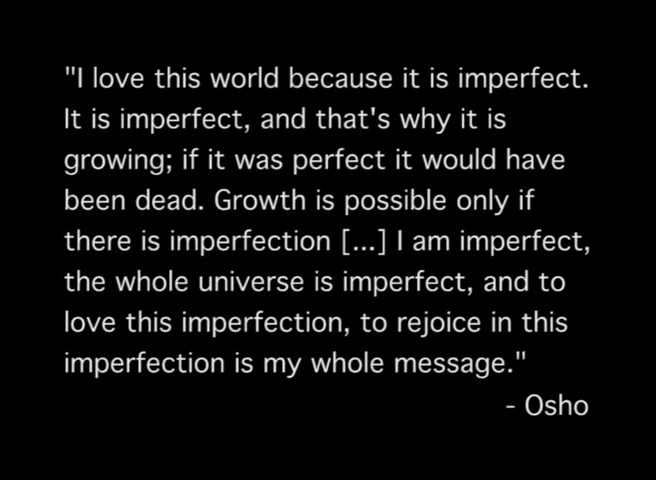 "I love this world because it is imperfect.
It is imperfect, and that's why it is
growing; if it was perfect it would have
been dead. Growth is possible only if
there is imperfection [...] I am imperfect,
the whole universe is imperfect, and to
love this imperfection, to rejoice in this
imperfection is my whole message."
- Osho